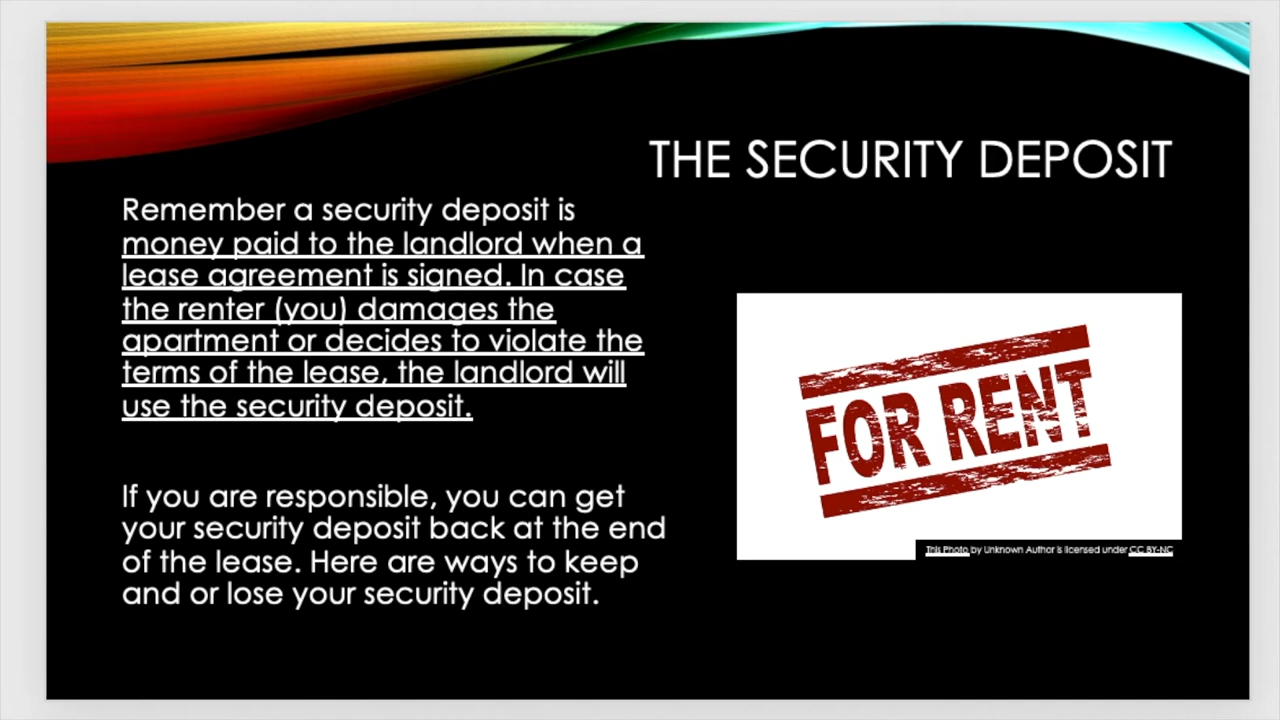 THE SECURITY DEPOSIT
Remember a security deposit is
money paid to the landlord when a
lease agreement is signed. In case
the renter (you) damages the
apartment or decides to violate the
terms of the lease, the landlord will
use the security deposit.
If you are responsible, you can get
your security deposit back at the end
of the lease. Here are ways to keep
and or lose your security deposit.
FOR RENT
This Photo by Unknown Author is licensed under CC BY-NC